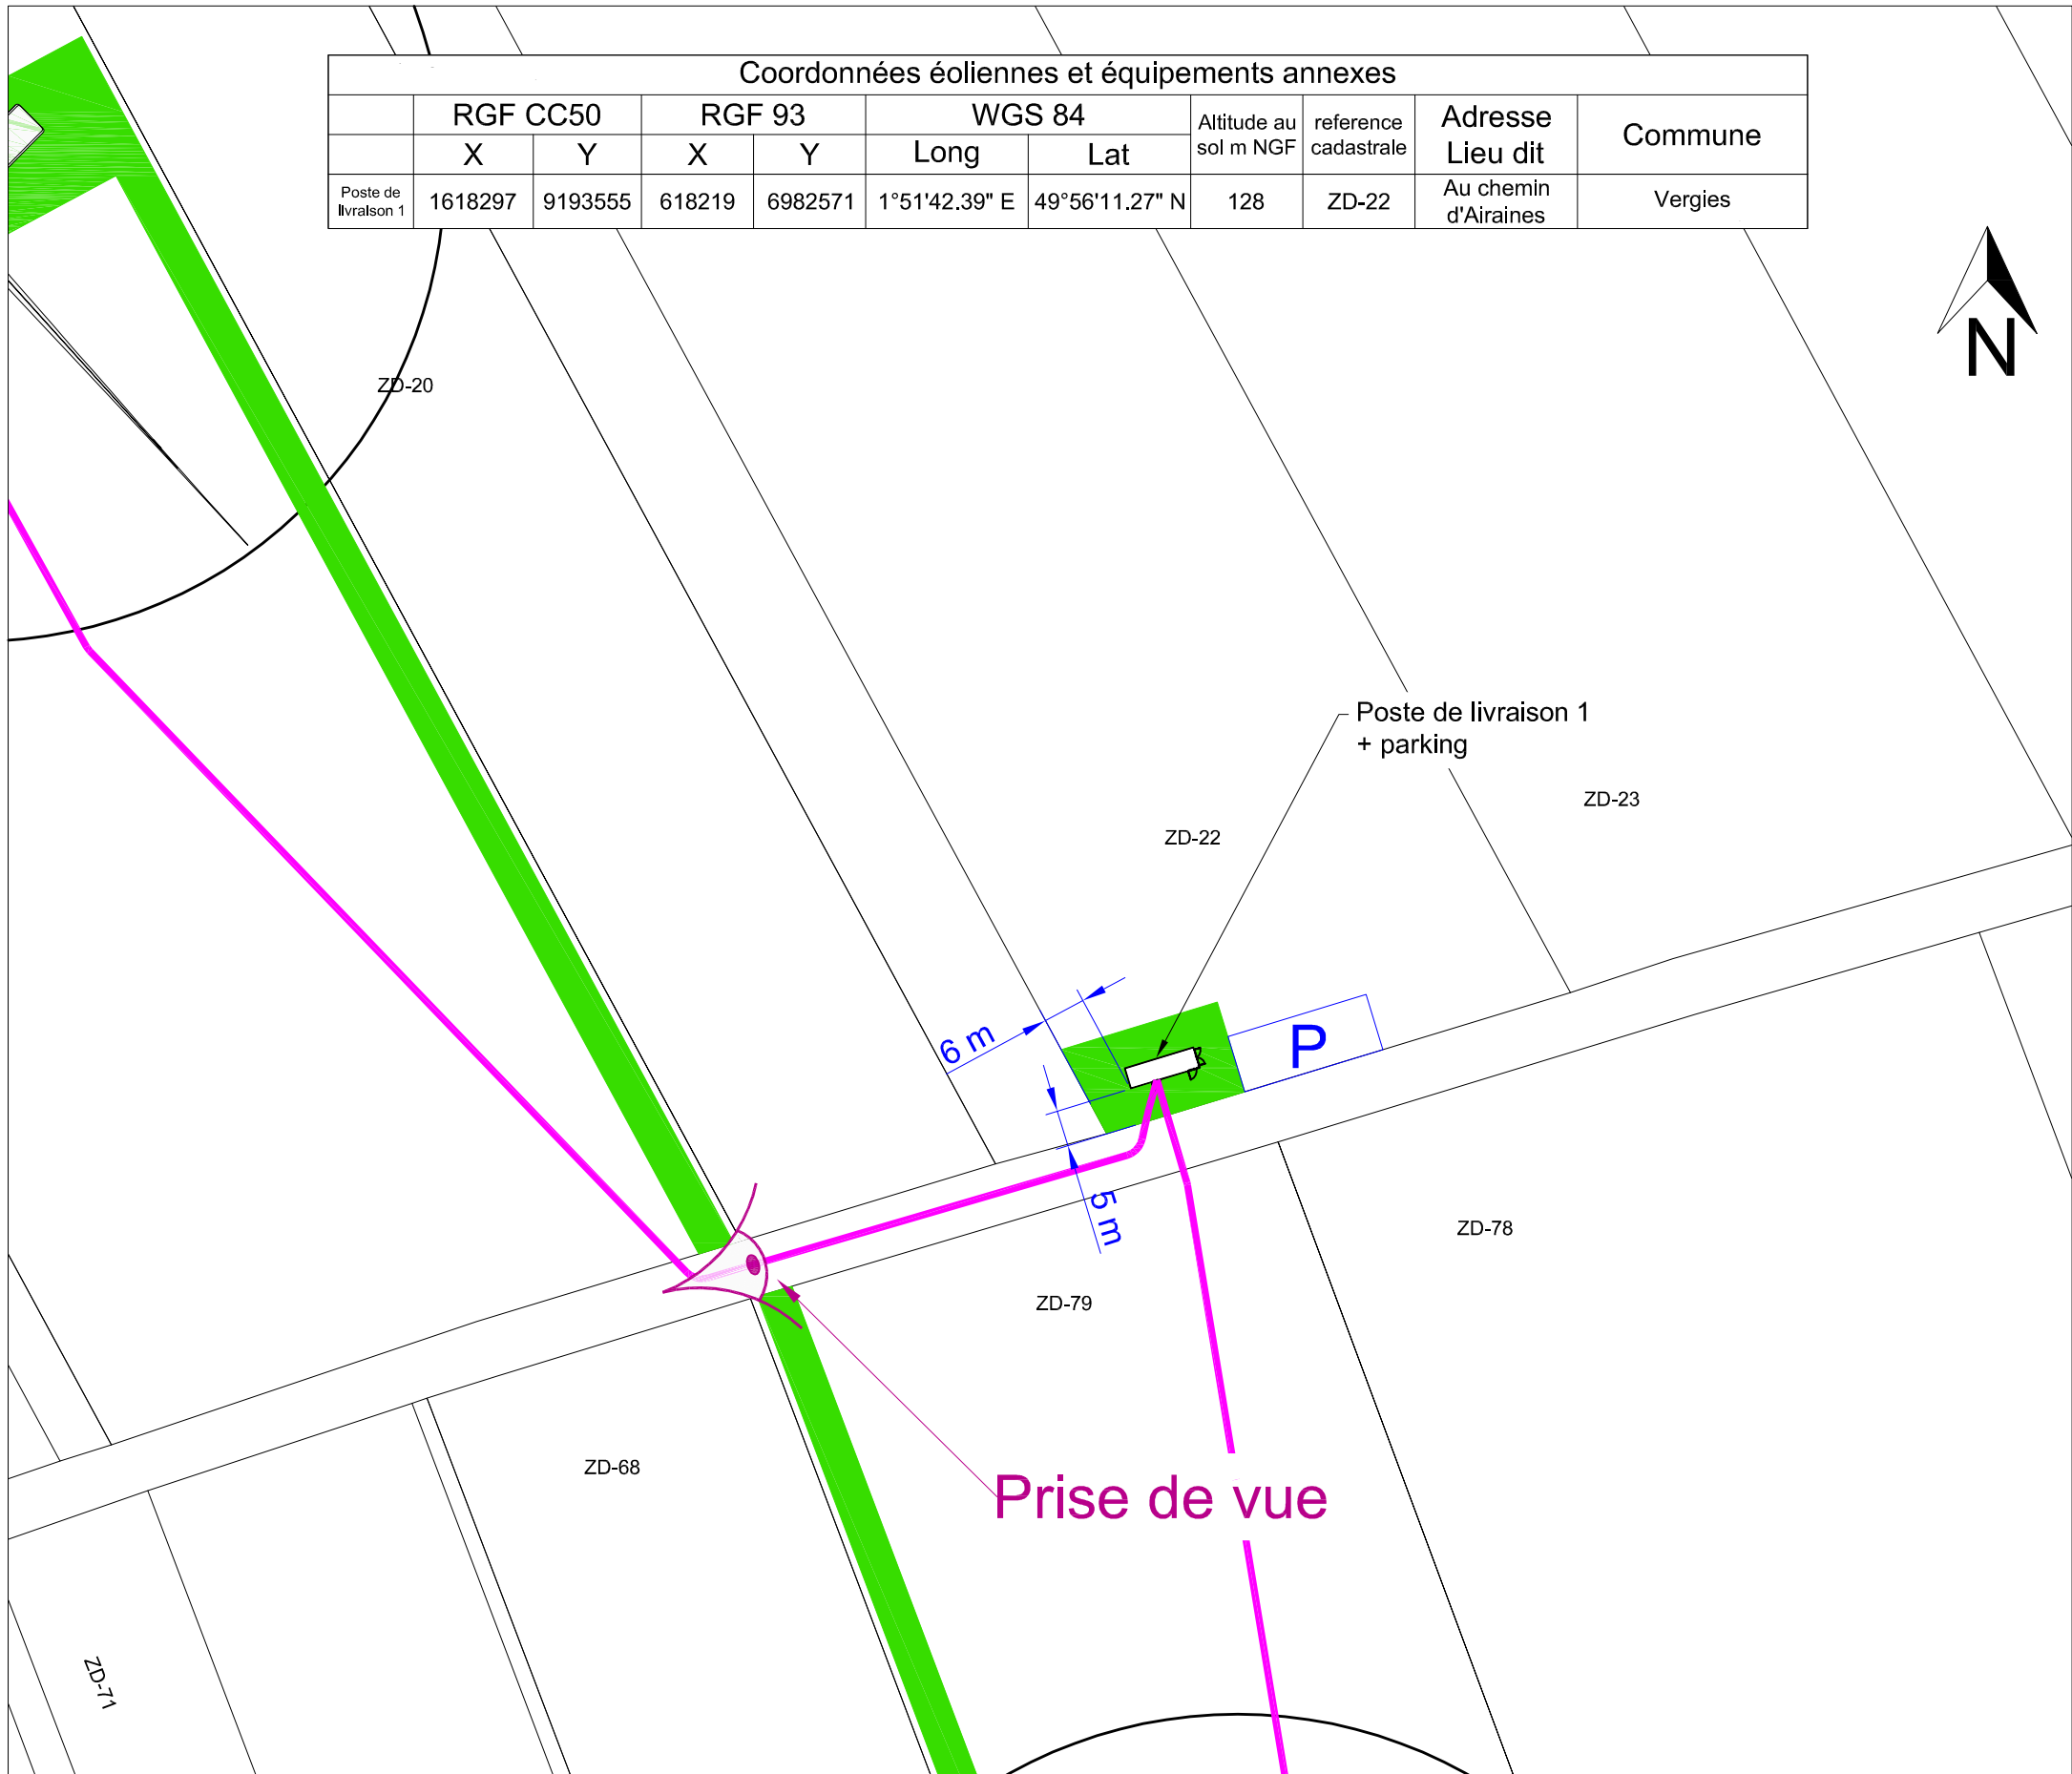 Coordonnées éoliennes et équipements annexes
RGF CC50 RGF 93 WGS 84 Altitude au sol m NGF reference cadastrale Adresse Lieu dit Commune
X Y X Y Long Lat
Poste de livraison 1 1618297 9193555 618219 6982571 1°51'42.39" E 49°56'11.27" N 128 ZD-22 Au chemin d'Airaines Vergies
N
ZD-20
Poste de livraison 1
+ parking
ZD-23
ZD-22
6 m
P
5 m
ZD-78
ZD-79
ZD-68
Prise de vue
ZD-71